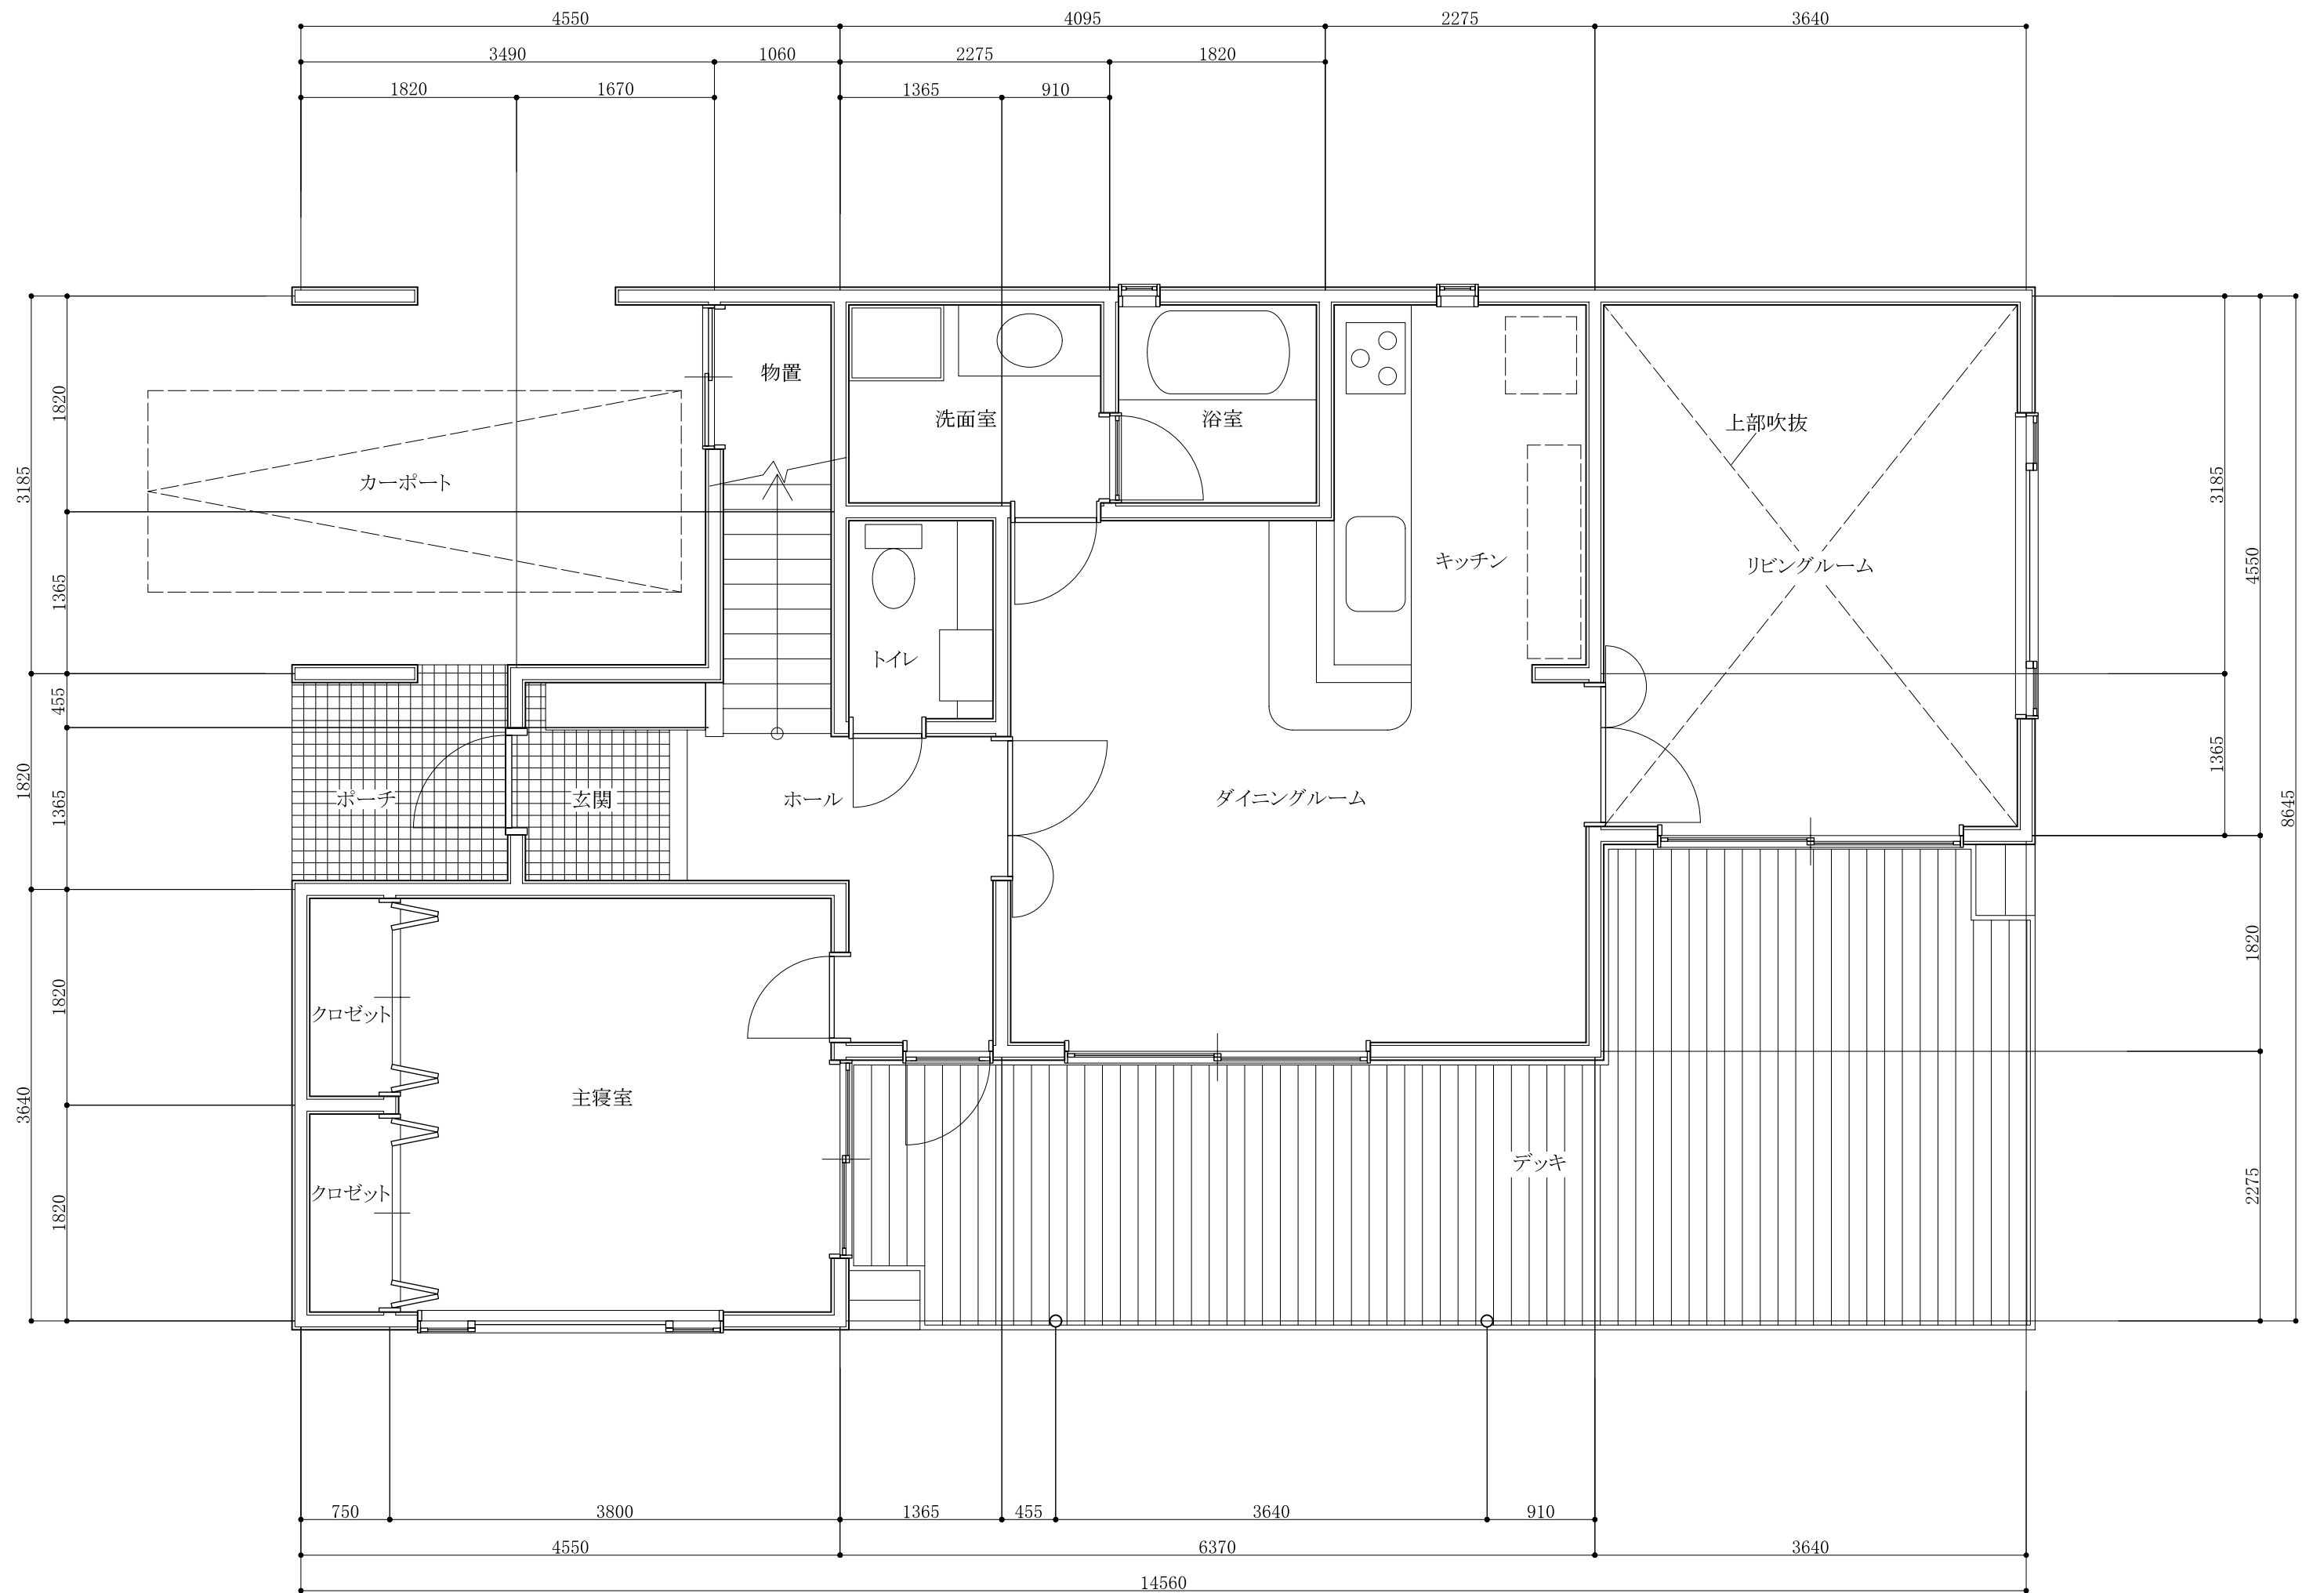 4550
4095
2275
3640
3490
1060
2275
1820
1820
1670
1365
910
物置
上部吹抜
洗面室
浴室
カーポート
キッチン
リビングルーム
トイレ
ポーチ
玄関
ホール
ダイニングルーム
クロゼット
主寝室
デッキ
クロゼット
3185
1820
3640
1820
1365
455
1365
1820
1820
3185
1365
4550
1820
2275
8645
750
3800
1365
455
3640
910
4550
6370
3640
14560